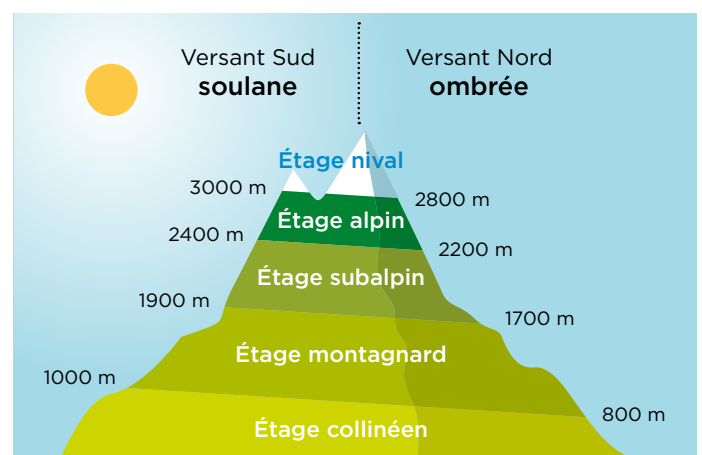 Versant Sud
soulane
Versant Nord
ombrée
Étage nival
3000 m
2800 m
Étage alpin
2400 m
2200 m
Étage subalpin
1900 m
1700 m
Étage montagnard
1000 m
800 m
Étage collinéen